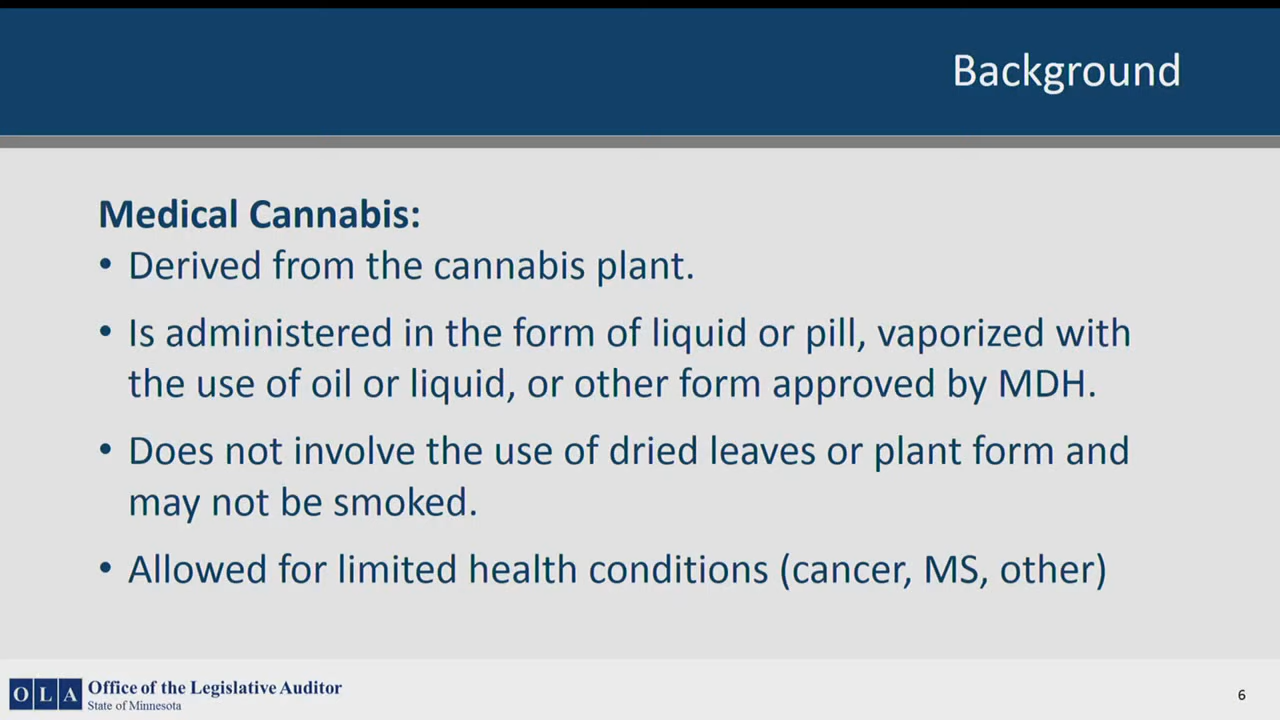 Background
Medical Cannabis:
• Derived from the cannabis plant.
• Is administered in the form of liquid or pill, vaporized with
the use of oil or liquid, or other form approved by MDH.
• Does not involve the use of dried leaves or plant form and
may not be smoked.
• Allowed for limited health conditions (cancer, MS, other)
OLA Office of the Legislative Auditor
State of Minnesota
6